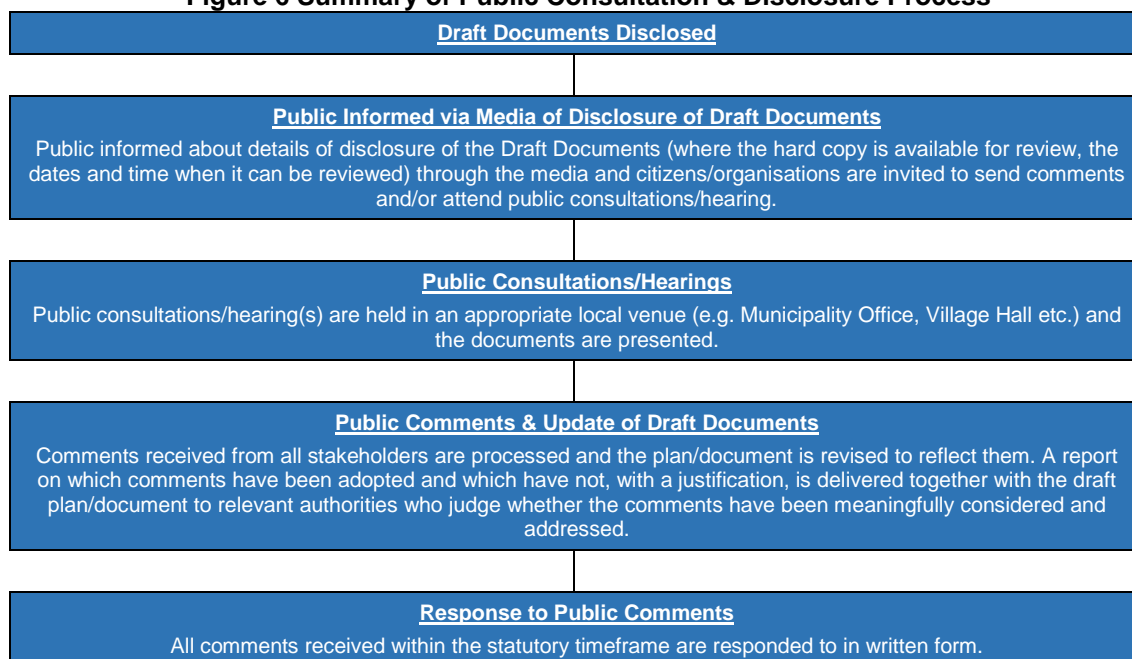 Figure 6 Summary of Public Consultation & Disclosure Process
Draft Documents Disclosed
Public Informed via Media of Disclosure of Draft Documents
Public informed about details of disclosure of the Draft Documents (where the hard copy is available for review, the
dates and time when it can be reviewed) through the media and citizens/organisations are invited to send comments
and/or attend public consultations/hearing.
Public Consultations/Hearings
Public consultations/hearing(s) are held in an appropriate local venue (e.g. Municipality Office, Village Hall etc.) and
the documents are presented.
Public Comments & Update of Draft Documents
Comments received from all stakeholders are processed and the plan/document is revised to reflect them. A report
on which comments have been adopted and which have not, with a justification, is delivered together with the draft
plan/document to relevant authorities who judge whether the comments have been meaningfully considered and
addressed.
Response to Public Comments
All comments received within the statutory timeframe are responded to in written form.